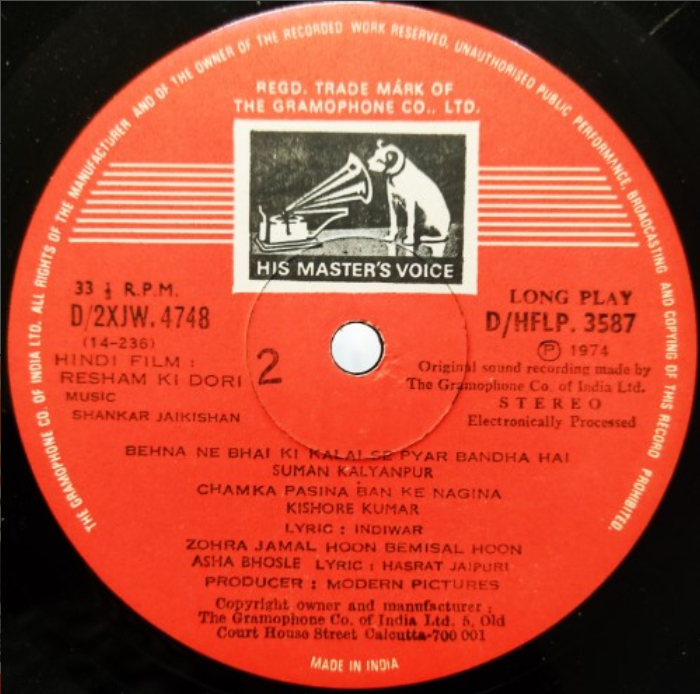 THE GRAMOPHONE CO. OF INDIA LTD. ALL RIGHTS OF THE MANUFACTURER AND OF THE OWNER OF THE RECORDED WORK RESERVED, UNAUTHORISED PUBLIC PERFORMANCE, BROADCASTING AND COPYING OF THIS RECORD PROHIBITED.
REGD. TRADE MARK OF
THE GRAMOPHONE CO., LTD.
HIS MASTER'S VOICE
33 ⅓ R.P.M.
D/2XJW. 4748
(14-236)
HINDI FILM :
RESHAM KI DORI
MUSIC
SHANKAR JAIKISHAN
2
LONG PLAY
D/HFLP. 3587
Ⓟ 1974
Original sound recording made by
The Gramophone Co. of India Ltd.
STEREO
Electronically Processed
BEHNA NE BHAI KI KALAI SE PYAR BANDHA HAI
SUMAN KALYANPUR
CHAMKA PASINA BAN KE NAGINA
KISHORE KUMAR
LYRIC : INDIWAR
ZOHRA JAMAL HOON BEMISAL HOON
ASHA BHOSLE LYRIC : HASRAT JAIPURI
PRODUCER : MODERN PICTURES
Copyright owner and manufacturer :
The Gramophone Co. of India Ltd. 5, Old
Court House Street Calcutta-700 001
MADE IN INDIA